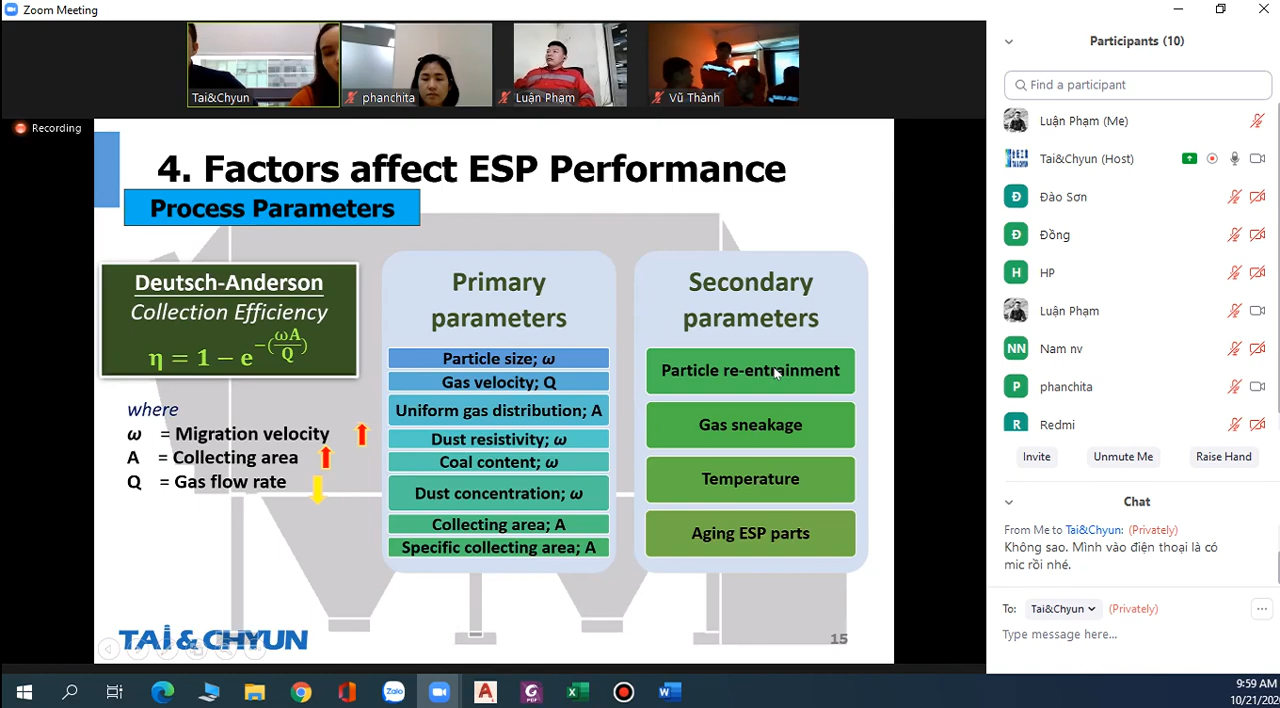 Zoom Meeting
Tai&Chyun
phanchita
Luận Phạm
Vũ Thành
Recording
4. Factors affect ESP Performance
Process Parameters
Deutsch-Anderson
Collection Efficiency
η = 1 − e^−(ωA/Q)
where
ω = Migration velocity
A = Collecting area
Q = Gas flow rate
Primary
parameters
Particle size; ω
Gas velocity; Q
Uniform gas distribution; A
Dust resistivity; ω
Coal content; ω
Dust concentration; ω
Collecting area; A
Specific collecting area; A
Secondary
parameters
Particle re-entrainment
Gas sneakage
Temperature
Aging ESP parts
TAI & CHYUN
15
Participants (10)
Find a participant
Luận Phạm (Me)
Tai&Chyun (Host)
Đ Đào Sơn
Đ Đồng
H HP
Luận Phạm
NN Nam nv
P phanchita
R Redmi
Invite
Unmute Me
Raise Hand
Chat
From Me to Tai&Chyun: (Privately)
Không sao. Mình vào điện thoại là có
mic rồi nhé.
To: Tai&Chyun (Privately)
Type message here...
Zalo
9:59 AM